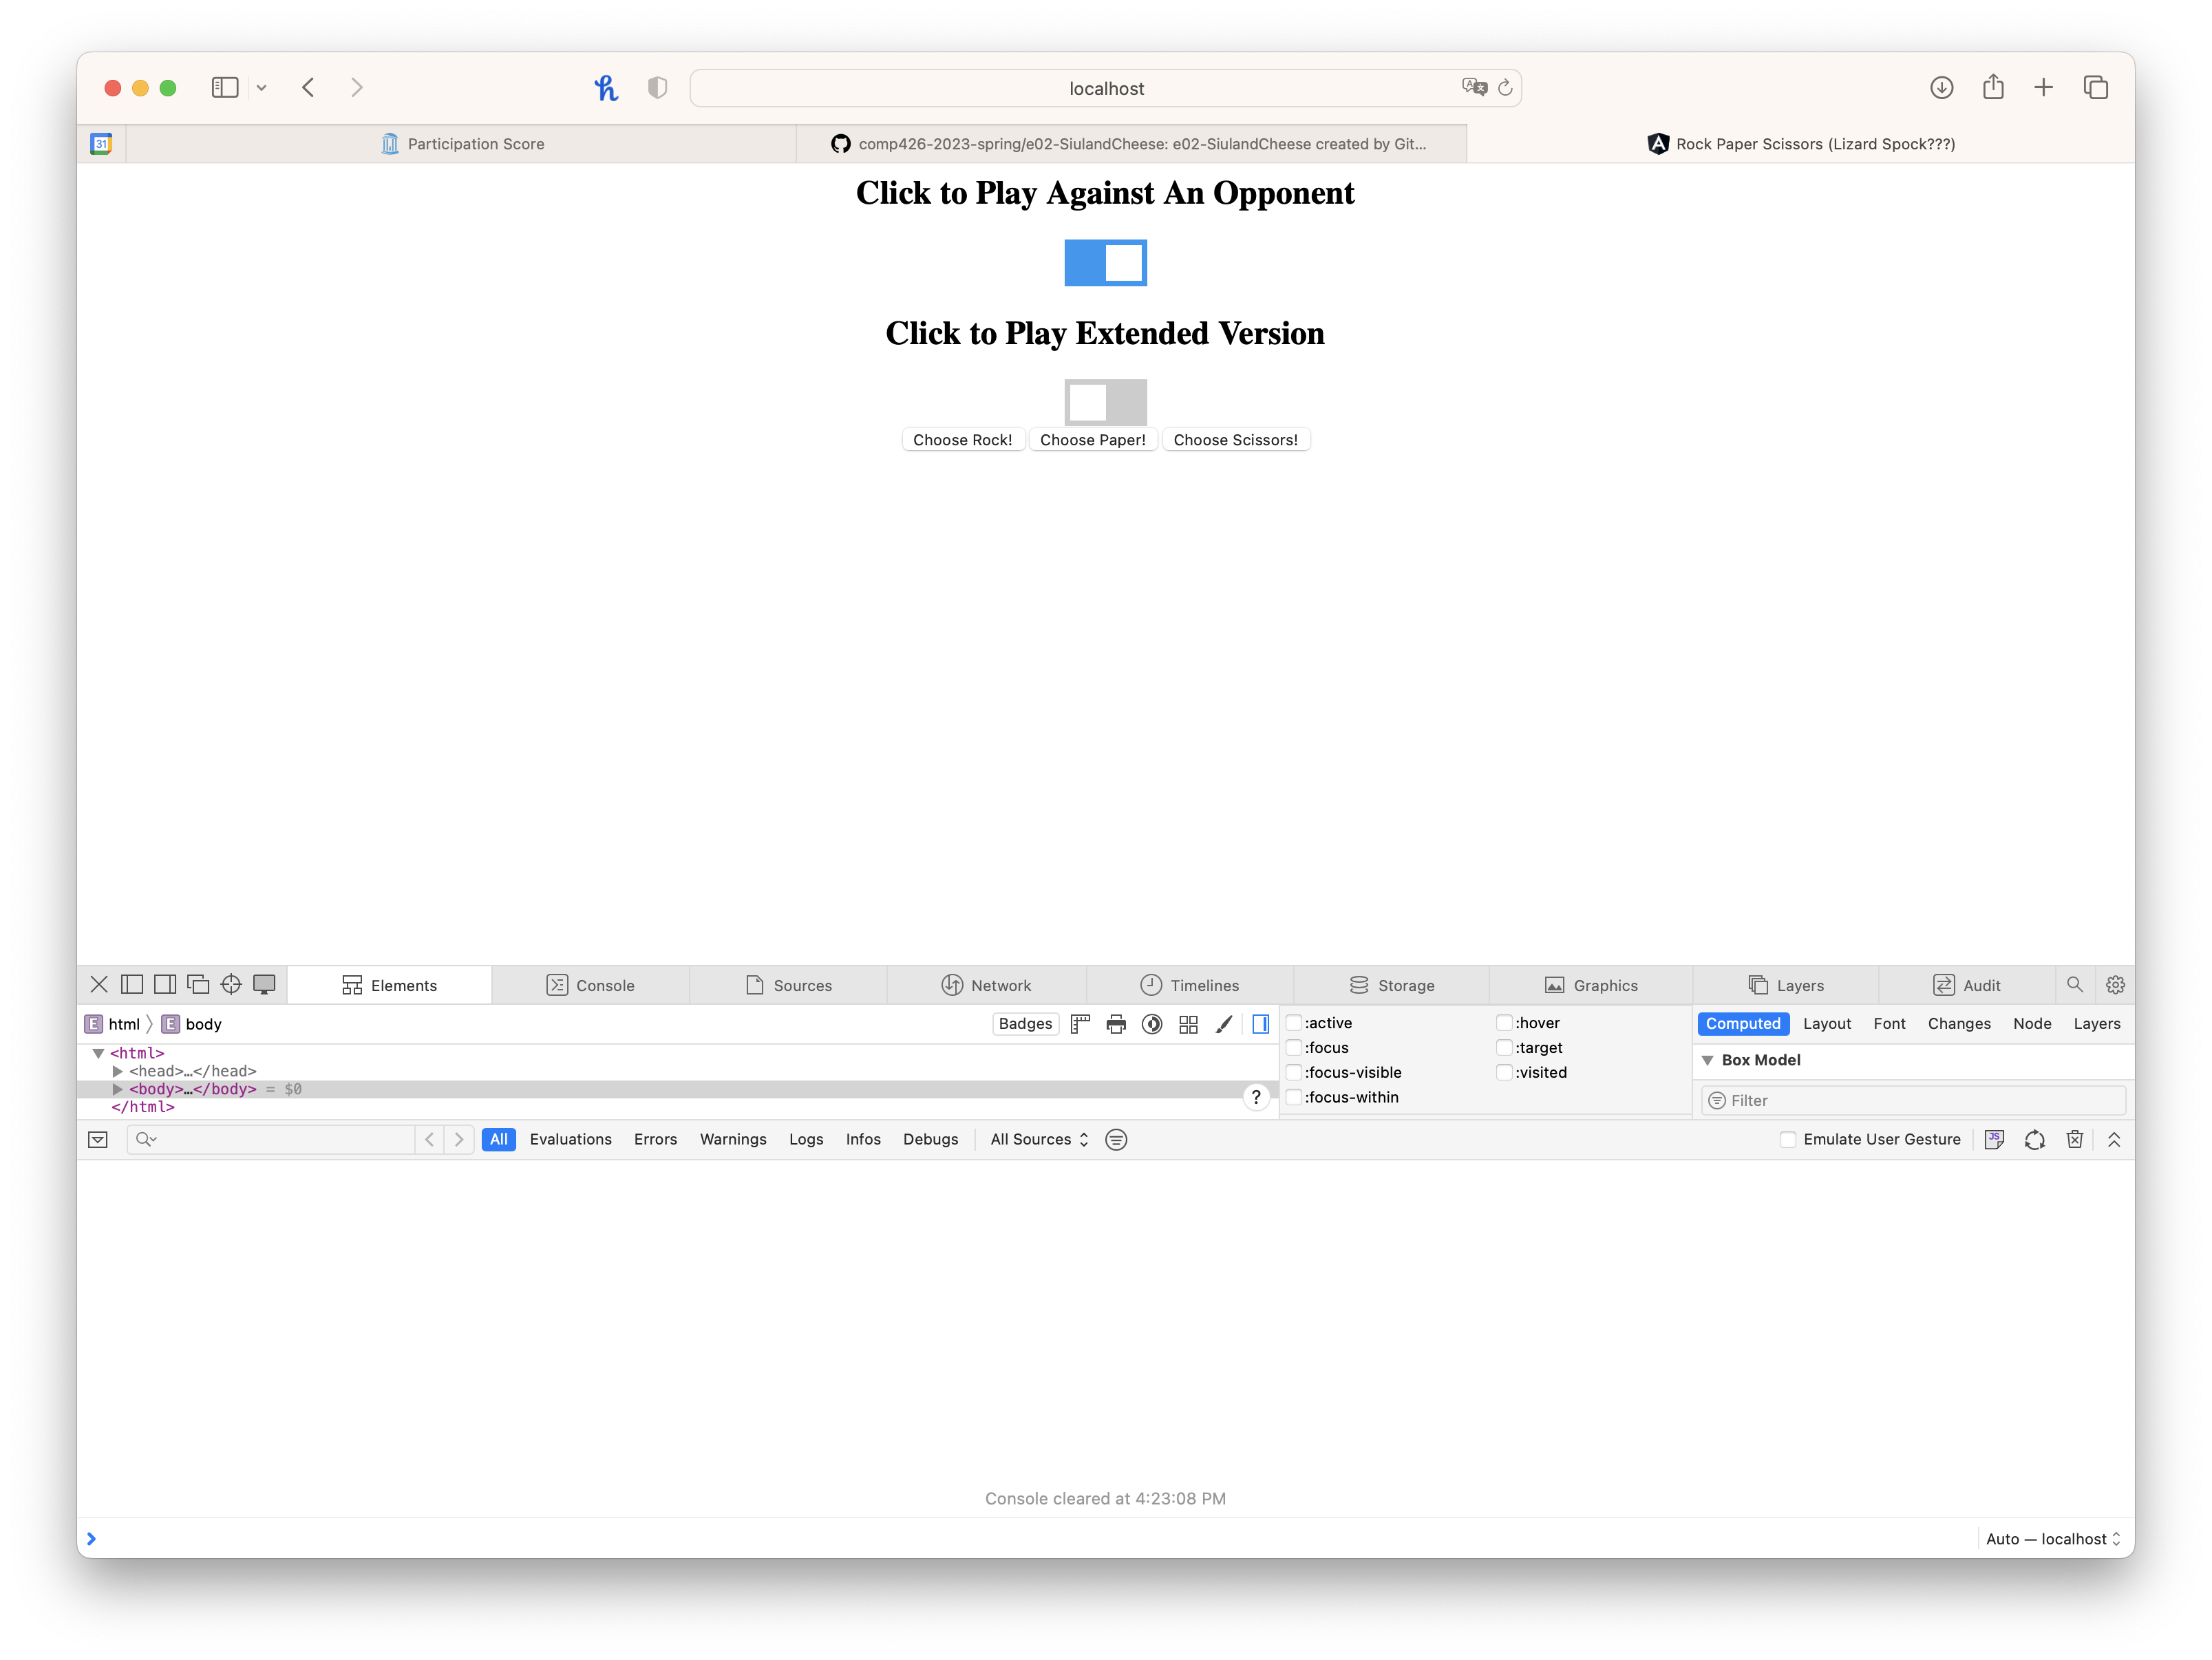 localhost
31
Participation Score
comp426-2023-spring/e02-SiulandCheese: e02-SiulandCheese created by Git...
Rock Paper Scissors (Lizard Spock???)
Click to Play Against An Opponent
Click to Play Extended Version
Choose Rock! Choose Paper! Choose Scissors!
Elements Console Sources Network Timelines Storage Graphics Layers Audit
E html 〉 E body
Badges
:active :hover
:focus :target
:focus-visible :visited
:focus-within
Computed Layout Font Changes Node Layers
Box Model
Filter
<html>
<head>…</head>
<body>…</body> = $0
</html>
?
All Evaluations Errors Warnings Logs Infos Debugs All Sources
Emulate User Gesture
JS
Console cleared at 4:23:08 PM
Auto — localhost